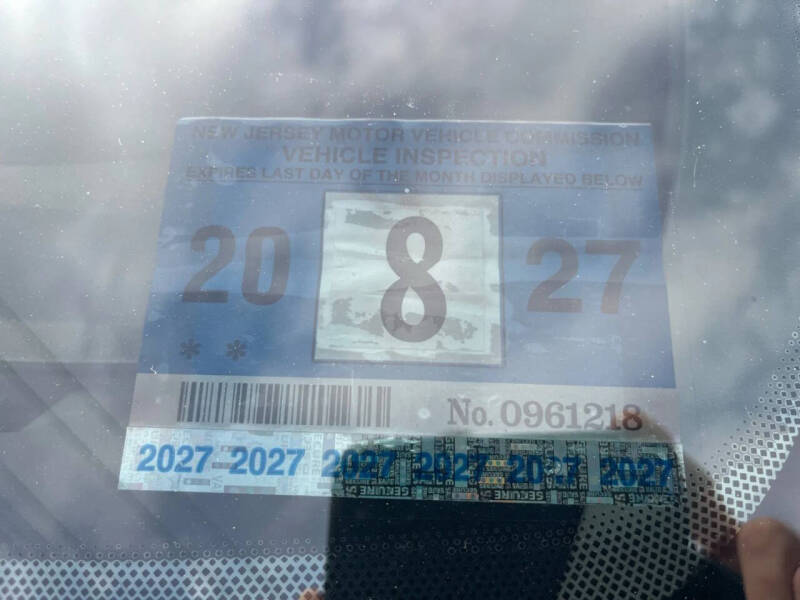 NEW JERSEY MOTOR VEHICLE COMMISSION
VEHICLE INSPECTION
EXPIRES LAST DAY OF THE MONTH DISPLAYED BELOW
20 8 27
* *
No. 0961218
2027 2027 2027 2027 2027 2027